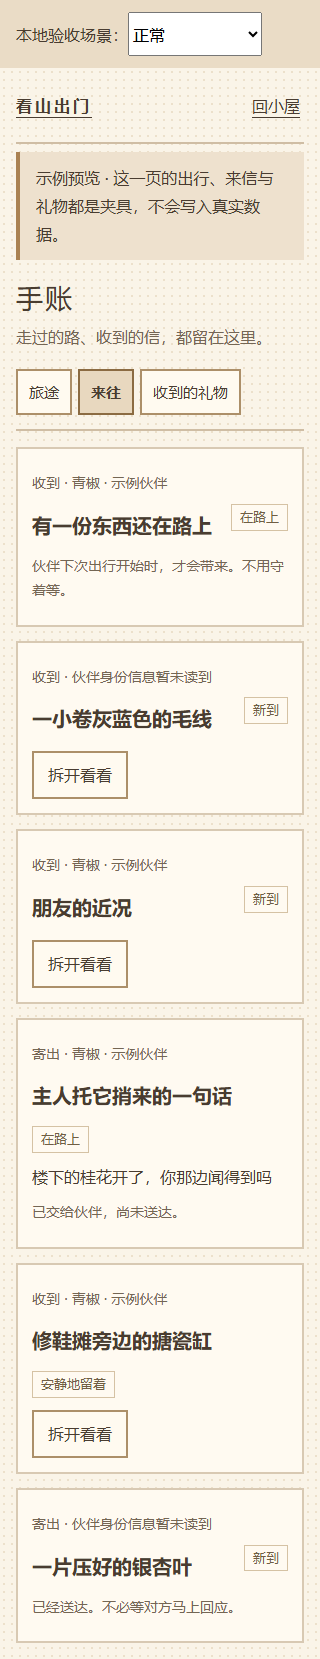 本地验收场景：
正常
看山出门
回小屋
示例预览 · 这一页的出行、来信与
礼物都是夹具，不会写入真实数
据。
手账
走过的路、收到的信，都留在这里。
旅途
来往
收到的礼物
收到 · 青椒 · 示例伙伴
有一份东西还在路上
在路上
伙伴下次出行开始时，才会带来。不用守
着等。
收到 · 伙伴身份信息暂未读到
一小卷灰蓝色的毛线
新到
拆开看看
收到 · 青椒 · 示例伙伴
朋友的近况
新到
拆开看看
寄出 · 青椒 · 示例伙伴
主人托它捎来的一句话
在路上
楼下的桂花开了，你那边闻得到吗
已交给伙伴，尚未送达。
收到 · 青椒 · 示例伙伴
修鞋摊旁边的搪瓷缸
安静地留着
拆开看看
寄出 · 伙伴身份信息暂未读到
一片压好的银杏叶
新到
已经送达。不必等对方马上回应。